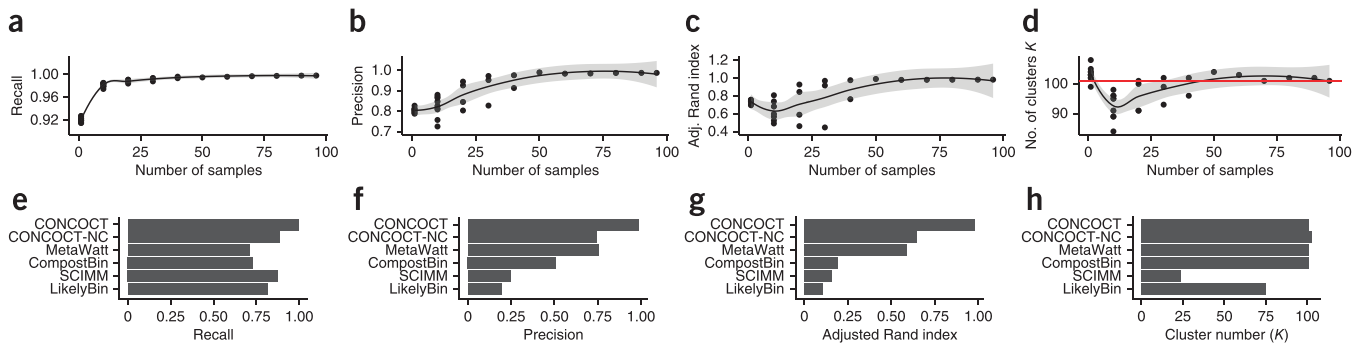 a
Recall
1.00
0.96
0.92
0 25 50 75 100
Number of samples
b
Precision
1.0
0.9
0.8
0.7
0 25 50 75 100
Number of samples
c
Adj. Rand index
1.2
1.0
0.8
0.6
0.4
0 25 50 75 100
Number of samples
d
No. of clusters K
100
90
0 25 50 75 100
Number of samples
e
CONCOCT
CONCOCT-NC
MetaWatt
CompostBin
SCIMM
LikelyBin
0 0.25 0.50 0.75 1.00
Recall
f
CONCOCT
CONCOCT-NC
MetaWatt
CompostBin
SCIMM
LikelyBin
0 0.25 0.50 0.75 1.00
Precision
g
CONCOCT
CONCOCT-NC
MetaWatt
CompostBin
SCIMM
LikelyBin
0 0.25 0.50 0.75 1.00
Adjusted Rand index
h
CONCOCT
CONCOCT-NC
MetaWatt
CompostBin
SCIMM
LikelyBin
0 25 50 75 100
Cluster number (K)